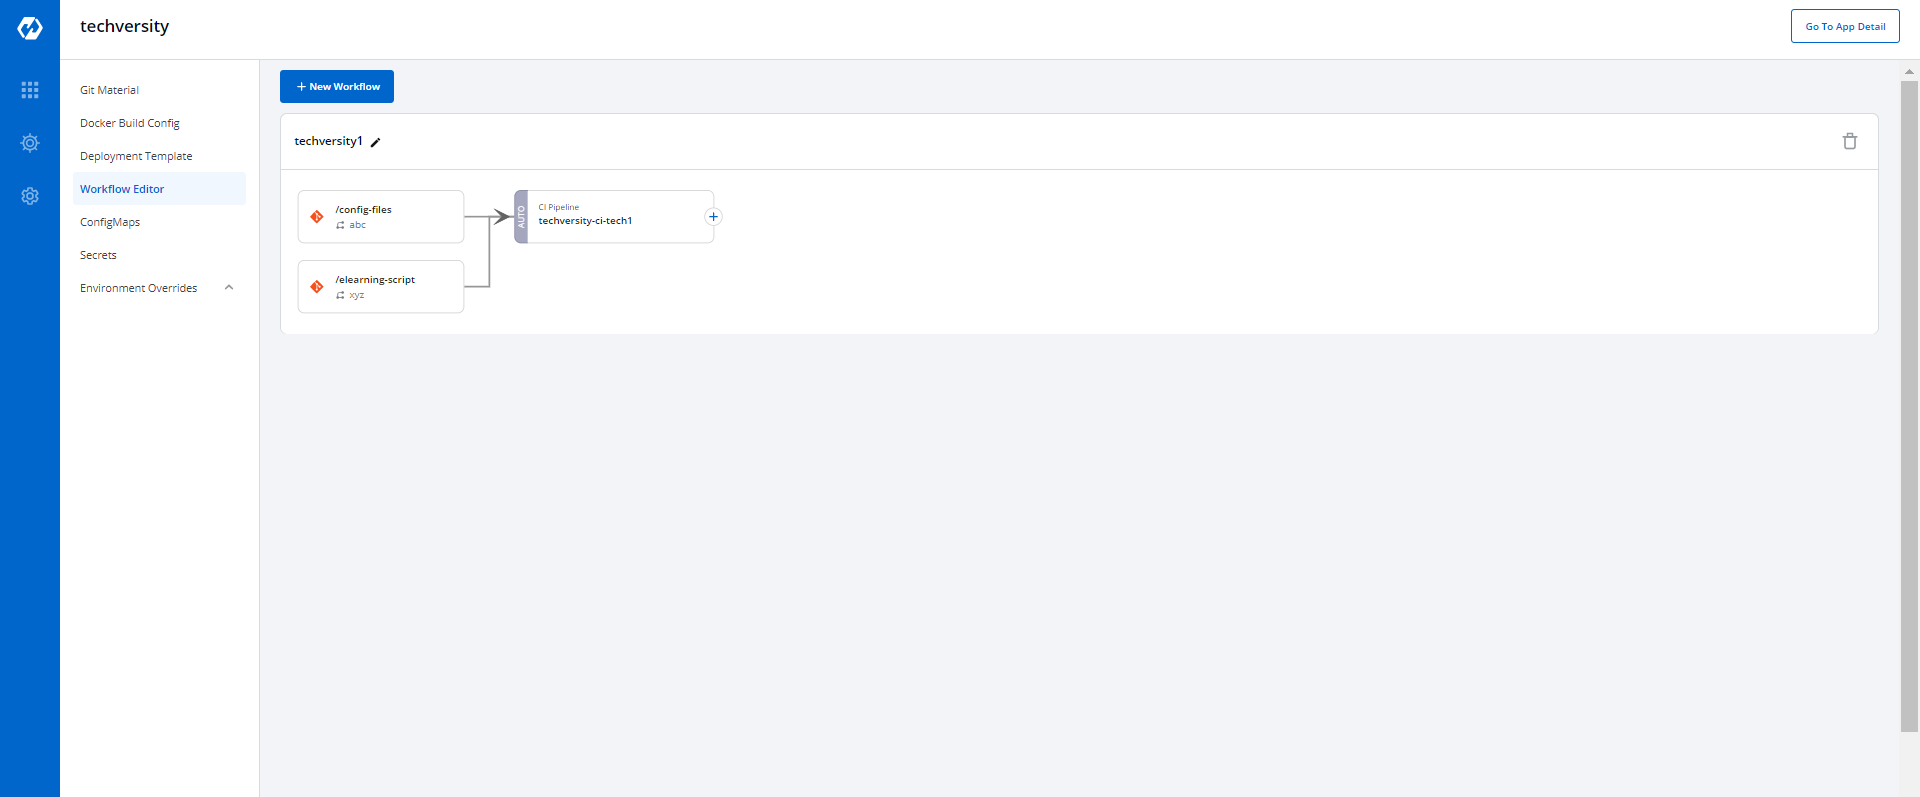 techversity
Go To App Detail
Git Material
Docker Build Config
Deployment Template
Workflow Editor
ConfigMaps
Secrets
Environment Overrides
+ New Workflow
techversity1
/config-files
abc
/elearning-script
xyz
AUTO
CI Pipeline
techversity-ci-tech1